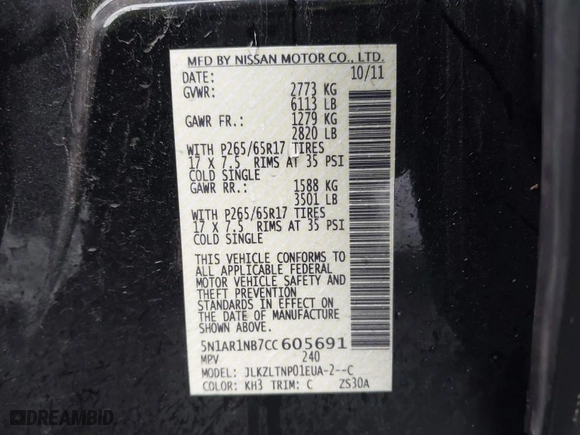 MFD BY NISSAN MOTOR CO., LTD.
DATE: 10/11
GVWR: 2773 KG
6113 LB
GAWR FR.: 1279 KG
2820 LB
WITH P265/65R17 TIRES
17 X 7.5 RIMS AT 35 PSI
COLD SINGLE
GAWR RR.: 1588 KG
3501 LB
WITH P265/65R17 TIRES
17 X 7.5 RIMS AT 35 PSI
COLD SINGLE
THIS VEHICLE CONFORMS TO
ALL APPLICABLE FEDERAL
MOTOR VEHICLE SAFETY AND
THEFT PREVENTION
STANDARDS IN EFFECT ON
THE DATE OF MANUFACTURE
SHOWN ABOVE.
5N1AR1NB7CC605691
MPV 240
MODEL: JLKZLTNP01EUA-2--C
COLOR: KH3 TRIM: C ZS30A
DREAMBID.COM